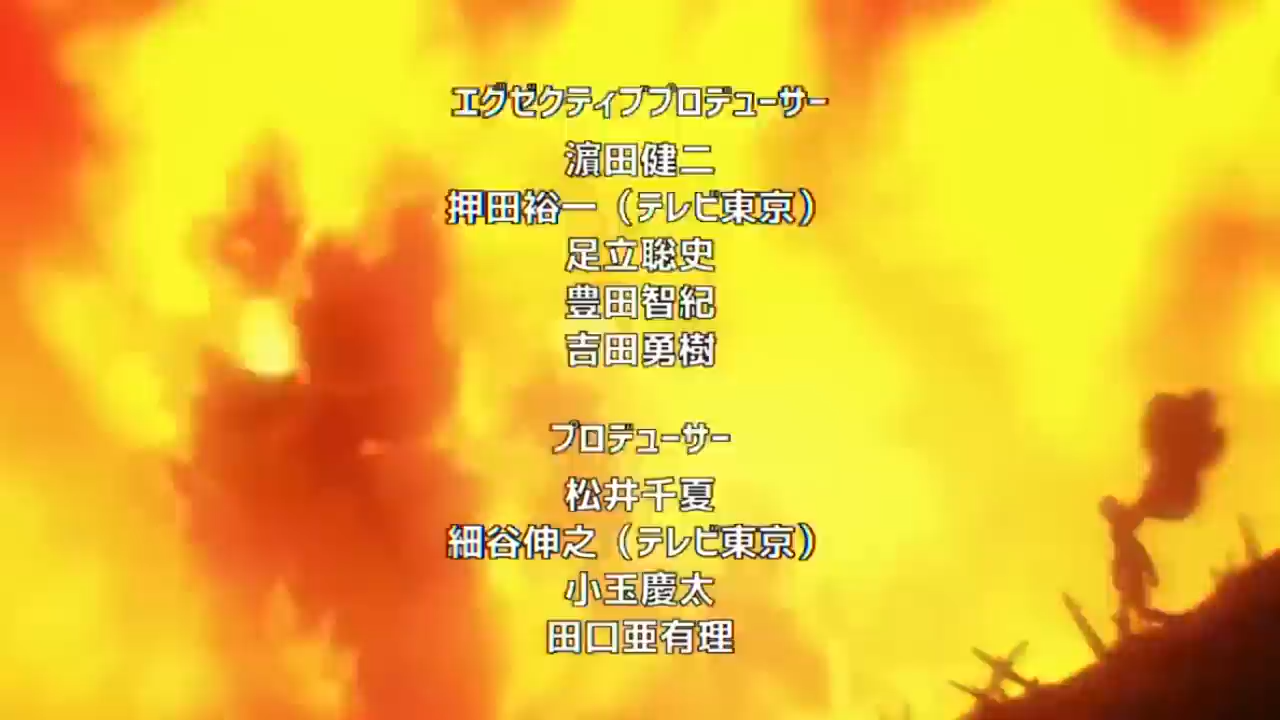 エグゼクティブプロデューサー
濵田健二
押田裕一（テレビ東京）
足立聡史
豊田智紀
吉田勇樹
プロデューサー
松井千夏
細谷伸之（テレビ東京）
小玉慶太
田口亜有理